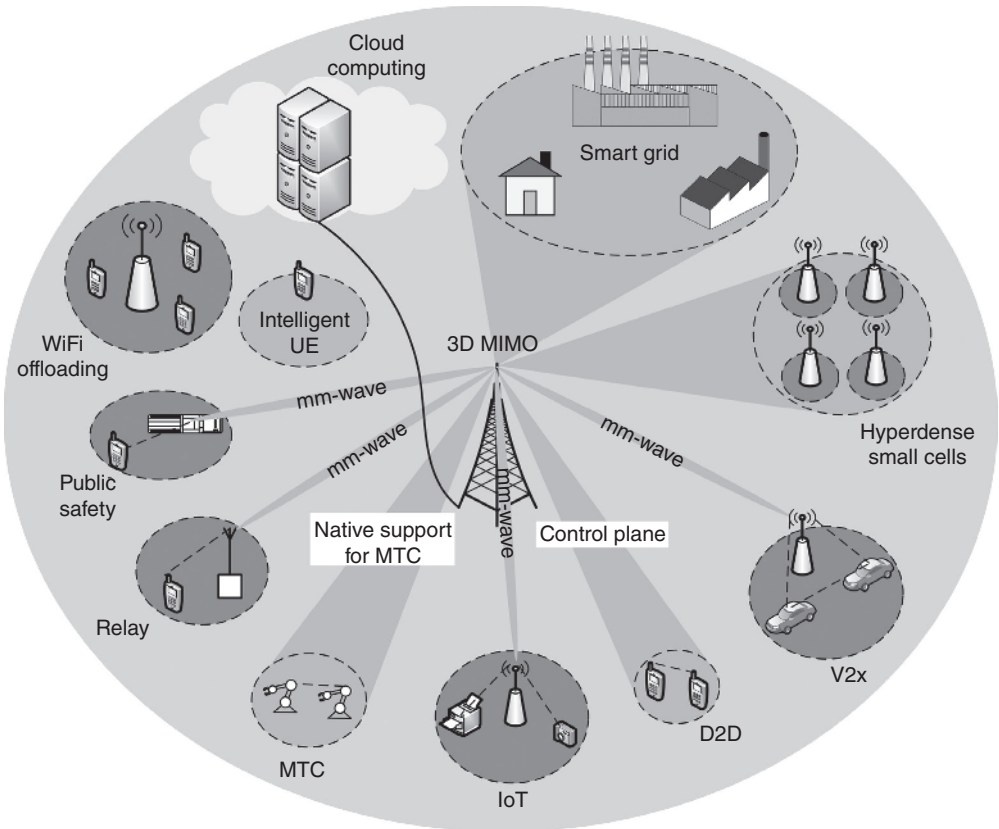 Cloud
computing
Smart grid
Intelligent
UE
WiFi
offloading
3D MIMO
mm-wave
mm-wave
mm-wave
mm-wave
Hyperdense
small cells
Public
safety
Native support
for MTC
Control plane
Relay
V2x
D2D
MTC
IoT